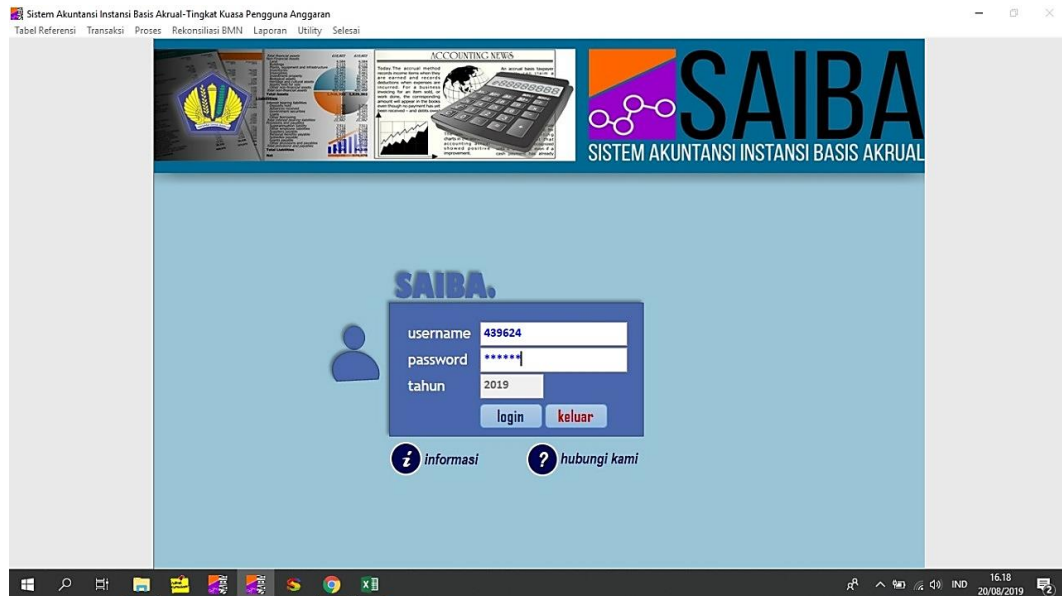 Sistem Akuntansi Instansi Basis Akrual-Tingkat Kuasa Pengguna Anggaran
Tabel Referensi Transaksi Proses Rekonsiliasi BMN Laporan Utility Selesai
ACCOUNTING NEWS
SAIBA
SISTEM AKUNTANSI INSTANSI BASIS AKRUAL
SAIBA.
username 439624
password ******
tahun 2019
login keluar
i informasi ? hubungi kami
IND
16.18
20/08/2019